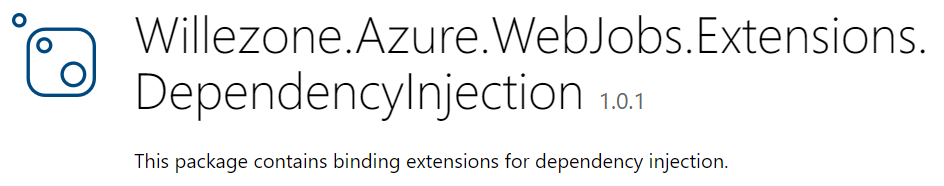 Willezone.Azure.WebJobs.Extensions.
DependencyInjection 1.0.1
This package contains binding extensions for dependency injection.